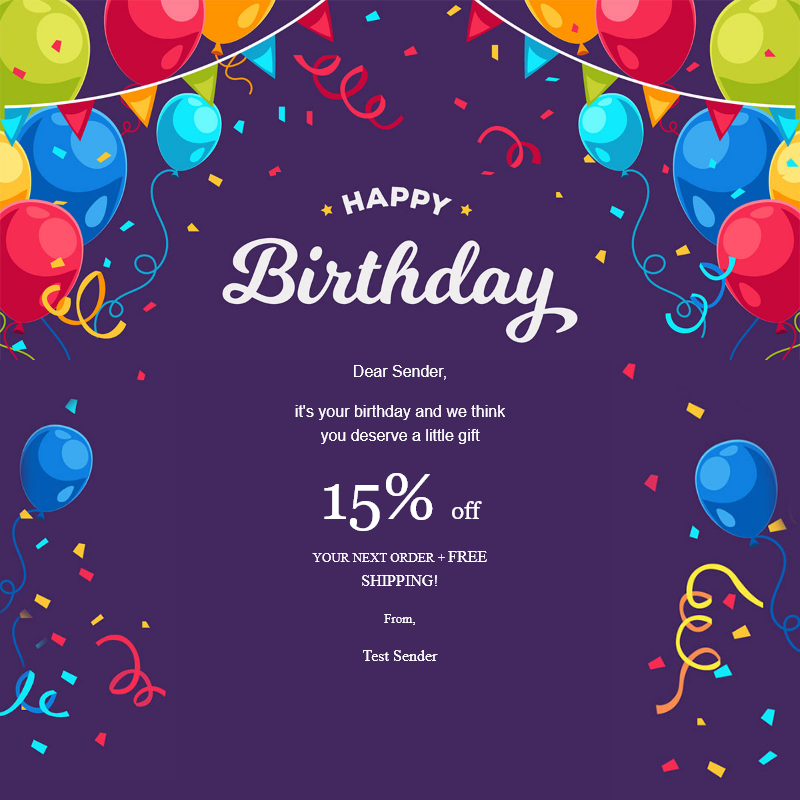 HAPPY
Birthday
Dear Sender,
it's your birthday and we think
you deserve a little gift
15% off
YOUR NEXT ORDER + FREE
SHIPPING!
From,
Test Sender